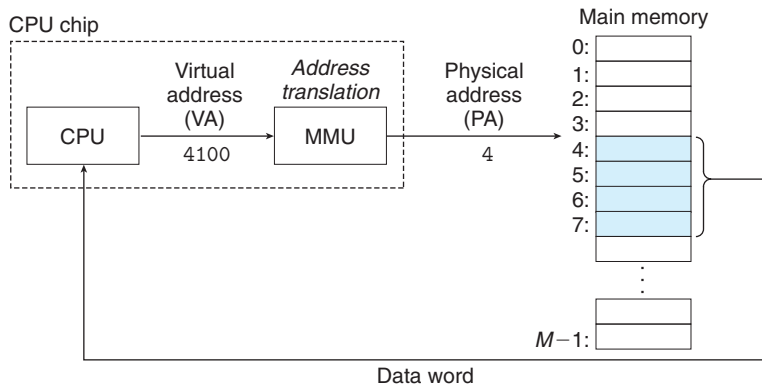 CPU chip
Main memory
Virtual
address
(VA)
Address
translation
Physical
address
(PA)
CPU
4100
MMU
4
0:
1:
2:
3:
4:
5:
6:
7:
M−1:
Data word